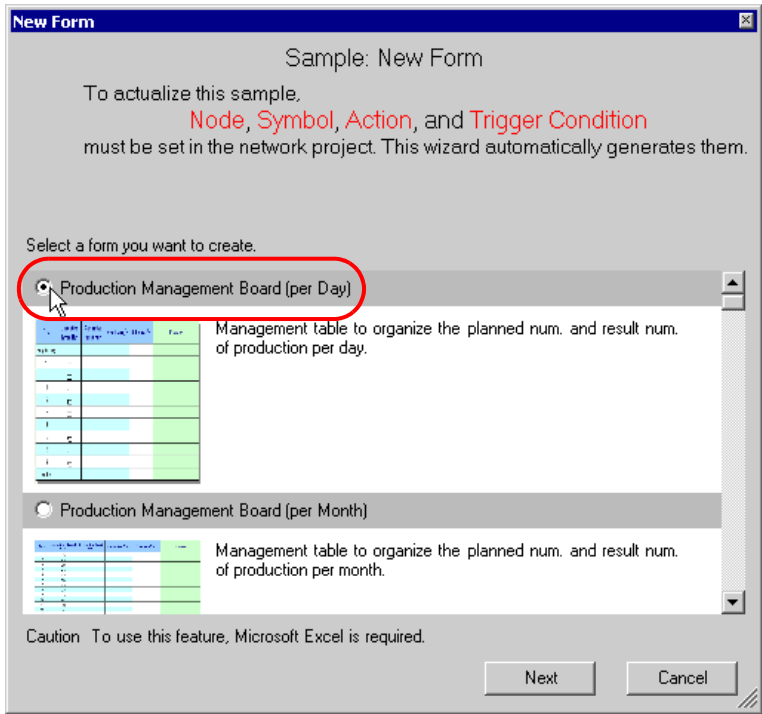 New Form
Sample: New Form
To actualize this sample,
Node, Symbol, Action, and Trigger Condition
must be set in the network project. This wizard automatically generates them.
Select a form you want to create.
Production Management Board (per Day)
Management table to organize the planned num. and result num.
of production per day.
Production Management Board (per Month)
Management table to organize the planned num. and result num.
of production per month.
Caution To use this feature, Microsoft Excel is required.
Next
Cancel